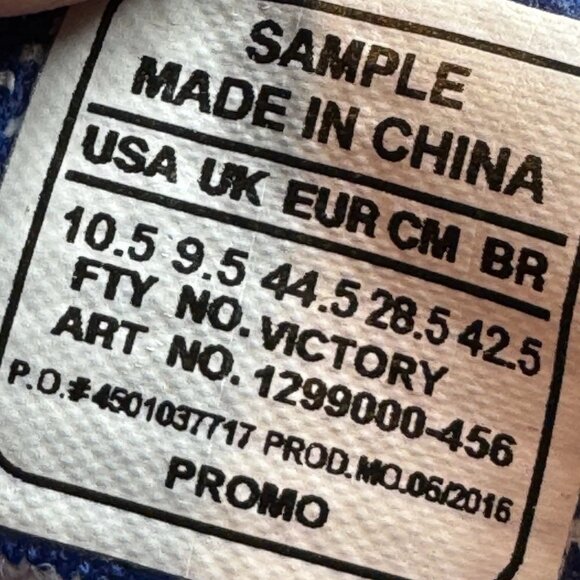 SAMPLE
MADE IN CHINA
USA UK EUR CM BR
10.5 9.5 44.5 28.5 42.5
FTY NO. VICTORY
ART NO. 1299000-456
P.O.#4501037717 PROD.MO.06/2016
PROMO